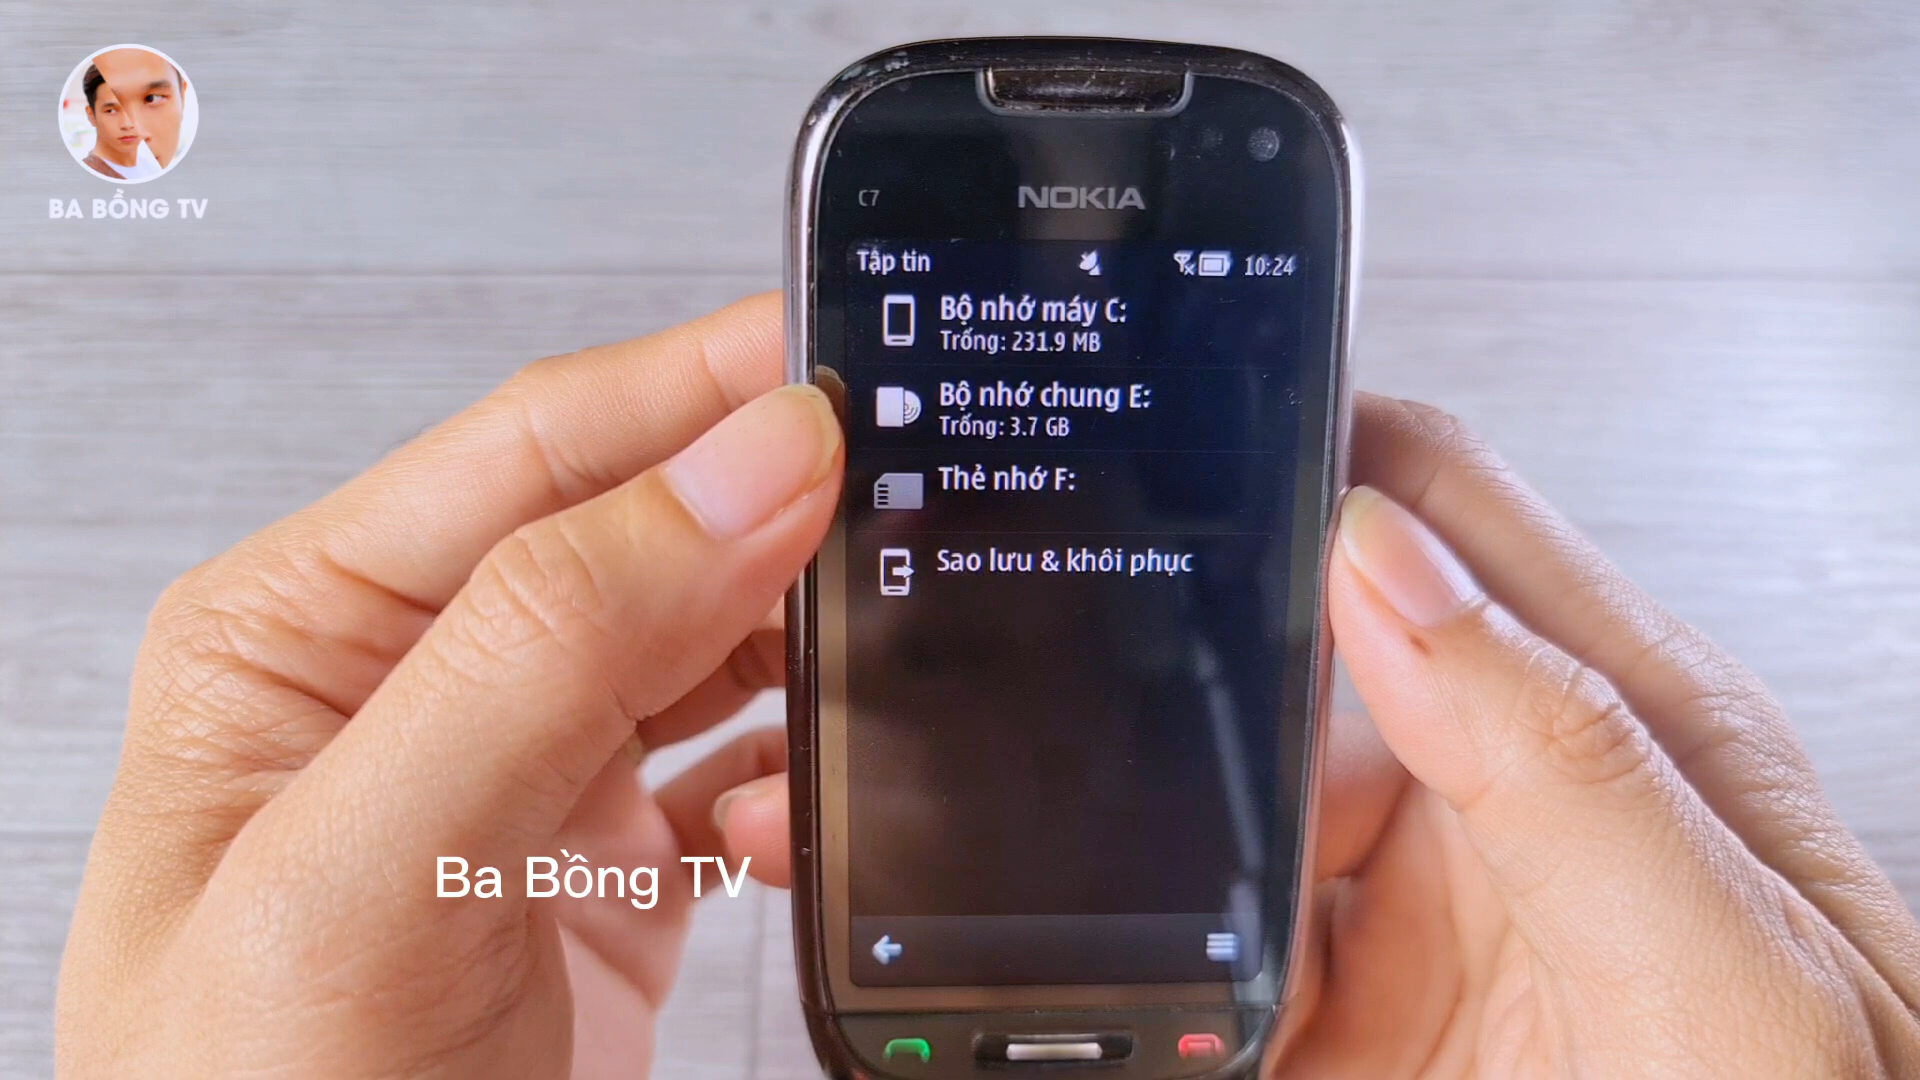 BA BỒNG TV
C7
NOKIA
Tập tin
10:24
Bộ nhớ máy C:
Trống: 231.9 MB
Bộ nhớ chung E:
Trống: 3.7 GB
Thẻ nhớ F:
Sao lưu & khôi phục
Ba Bồng TV